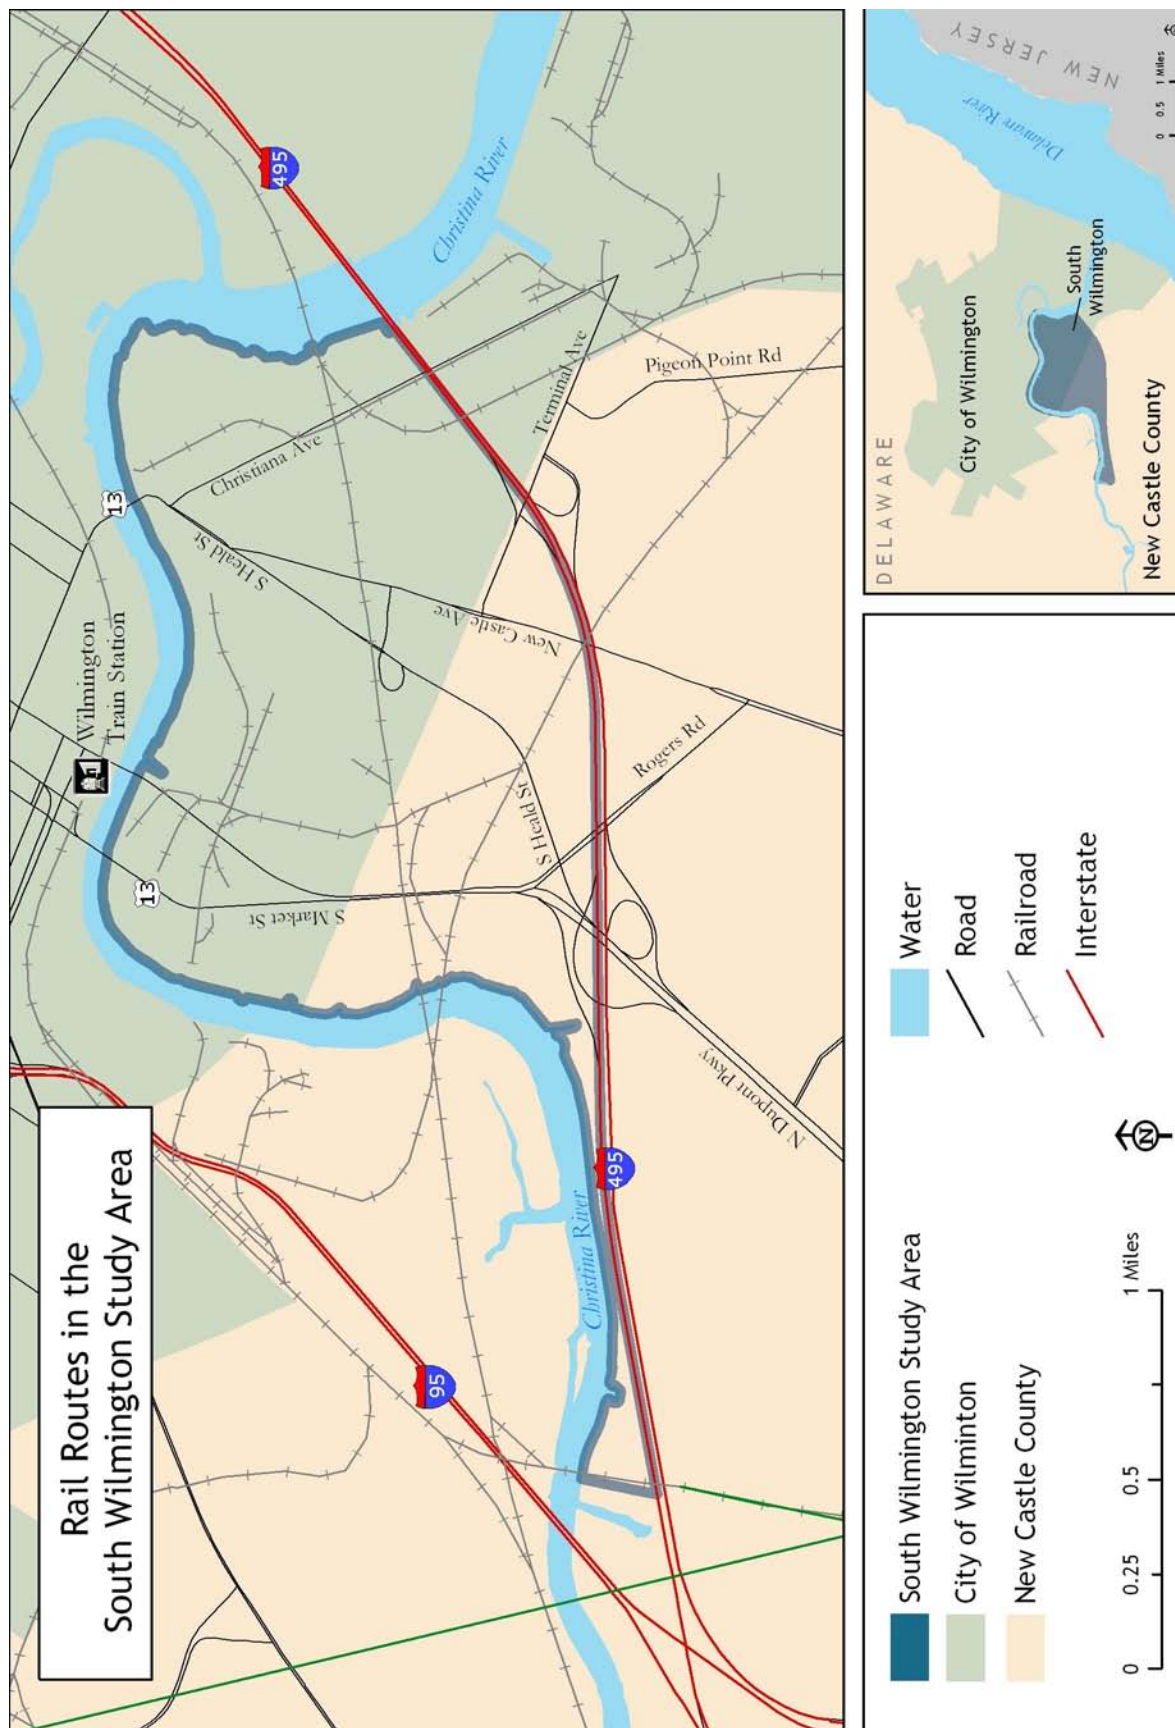 Rail Routes in the
South Wilmington Study Area
Wilmington
Train Station
13
13
495
Christina River
Christiana Ave
S Heald St
New Castle Ave
Terminal Ave
Pigeon Point Rd
S Market St
S Heald St
Rogers Rd
N Dupont Pkwy
95
Christina River
495
South Wilmington Study Area
City of Wilminton
New Castle County
Water
Road
Railroad
Interstate
0 0.25 0.5 1 Miles
N
DELAWARE
City of Wilmington
South
Wilmington
New Castle County
Delaware River
NEW JERSEY
0 0.5 1 Miles